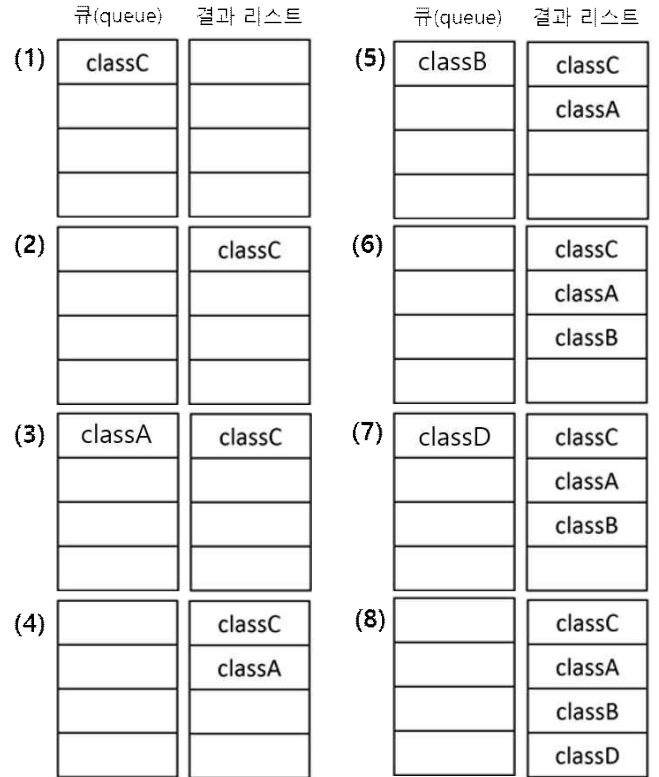 큐(queue) 결과 리스트
(1) classC
(2) classC
(3) classA classC
(4) classC
classA
큐(queue) 결과 리스트
(5) classB classC
classA
(6) classC
classA
classB
(7) classD classC
classA
classB
(8) classC
classA
classB
classD